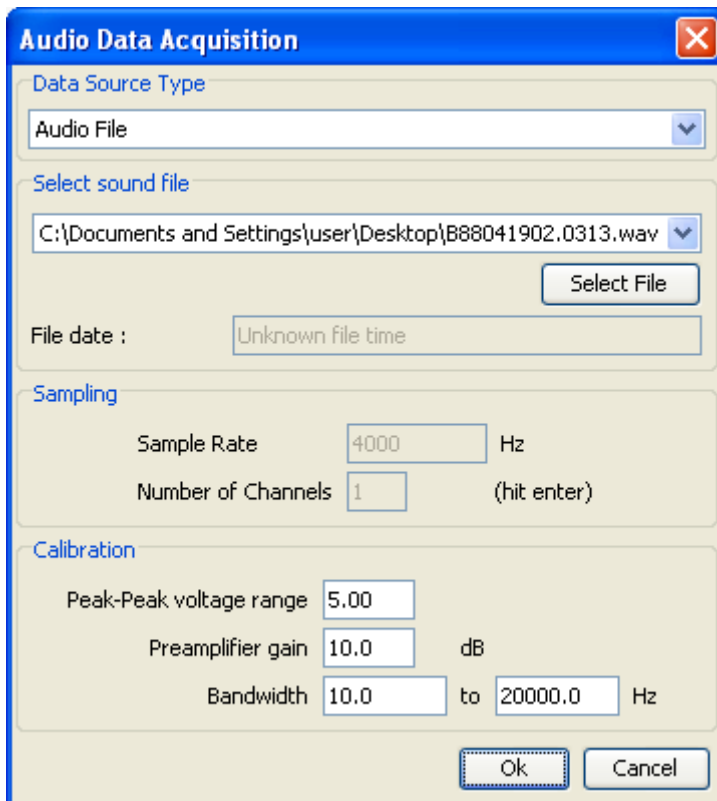 Audio Data Acquisition
Data Source Type
Audio File
Select sound file
C:\Documents and Settings\user\Desktop\B88041902.0313.wav
Select File
File date : Unknown file time
Sampling
Sample Rate 4000 Hz
Number of Channels 1 (hit enter)
Calibration
Peak-Peak voltage range 5.00
Preamplifier gain 10.0 dB
Bandwidth 10.0 to 20000.0 Hz
Ok Cancel